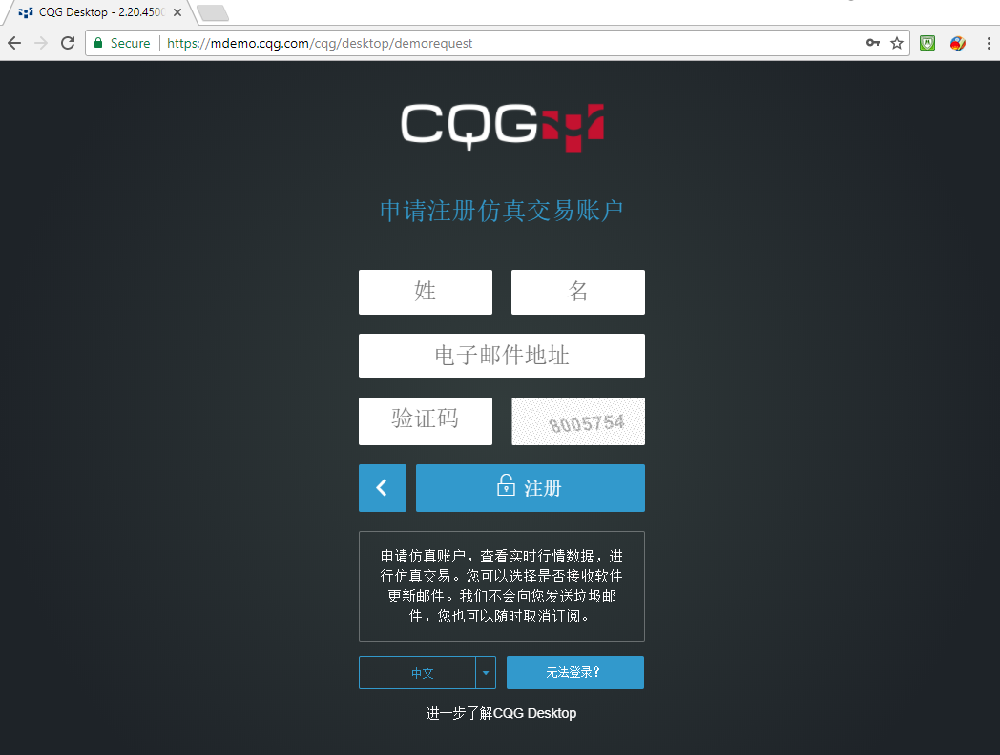 CQG Desktop - 2.20.450
Secure
https://mdemo.cqg.com/cqg/desktop/demorequest
CQG
申请注册仿真交易账户
姓 名
电子邮件地址
验证码 8005754
注册
申请仿真账户，查看实时行情数据，进
行仿真交易。您可以选择是否接收软件
更新邮件。我们不会向您发送垃圾邮
件，您也可以随时取消订阅。
中文 无法登录?
进一步了解CQG Desktop